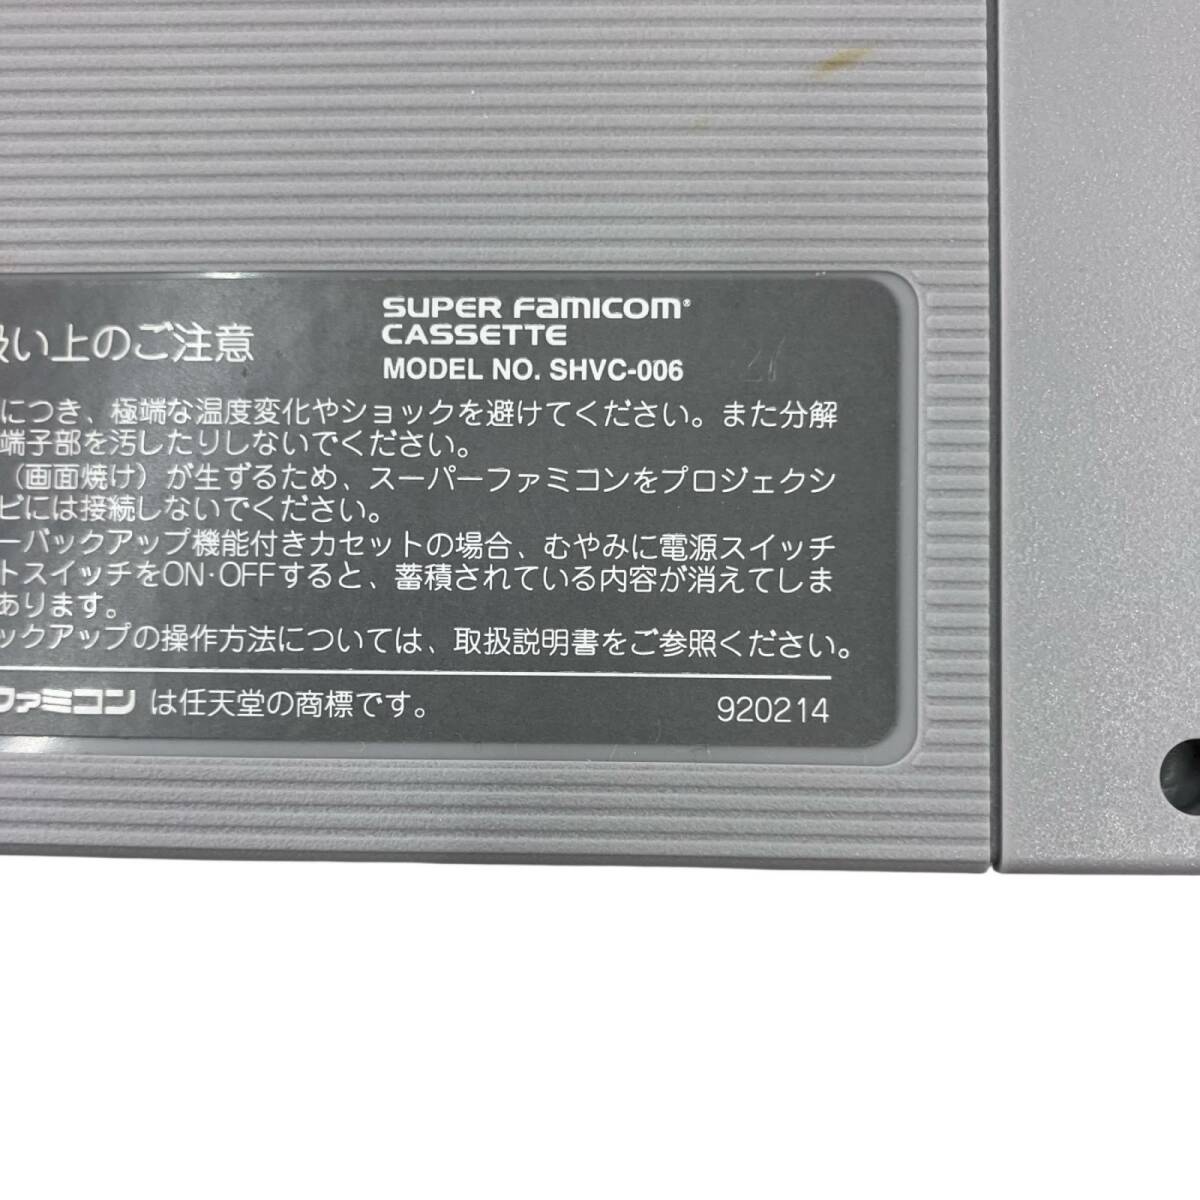 い上のご注意
SUPER FAMICOM®
CASSETTE
MODEL NO. SHVC-006
につき、極端な温度変化やショックを避けてください。また分解
端子部を汚したりしないでください。
（画面焼け）が生ずるため、スーパーファミコンをプロジェクシ
ビには接続しないでください。
ーバックアップ機能付きカセットの場合、むやみに電源スイッチ
トスイッチをON·OFFすると、蓄積されている内容が消えてしま
あります。
ックアップの操作方法については、取扱説明書をご参照ください。
ファミコン は任天堂の商標です。
920214